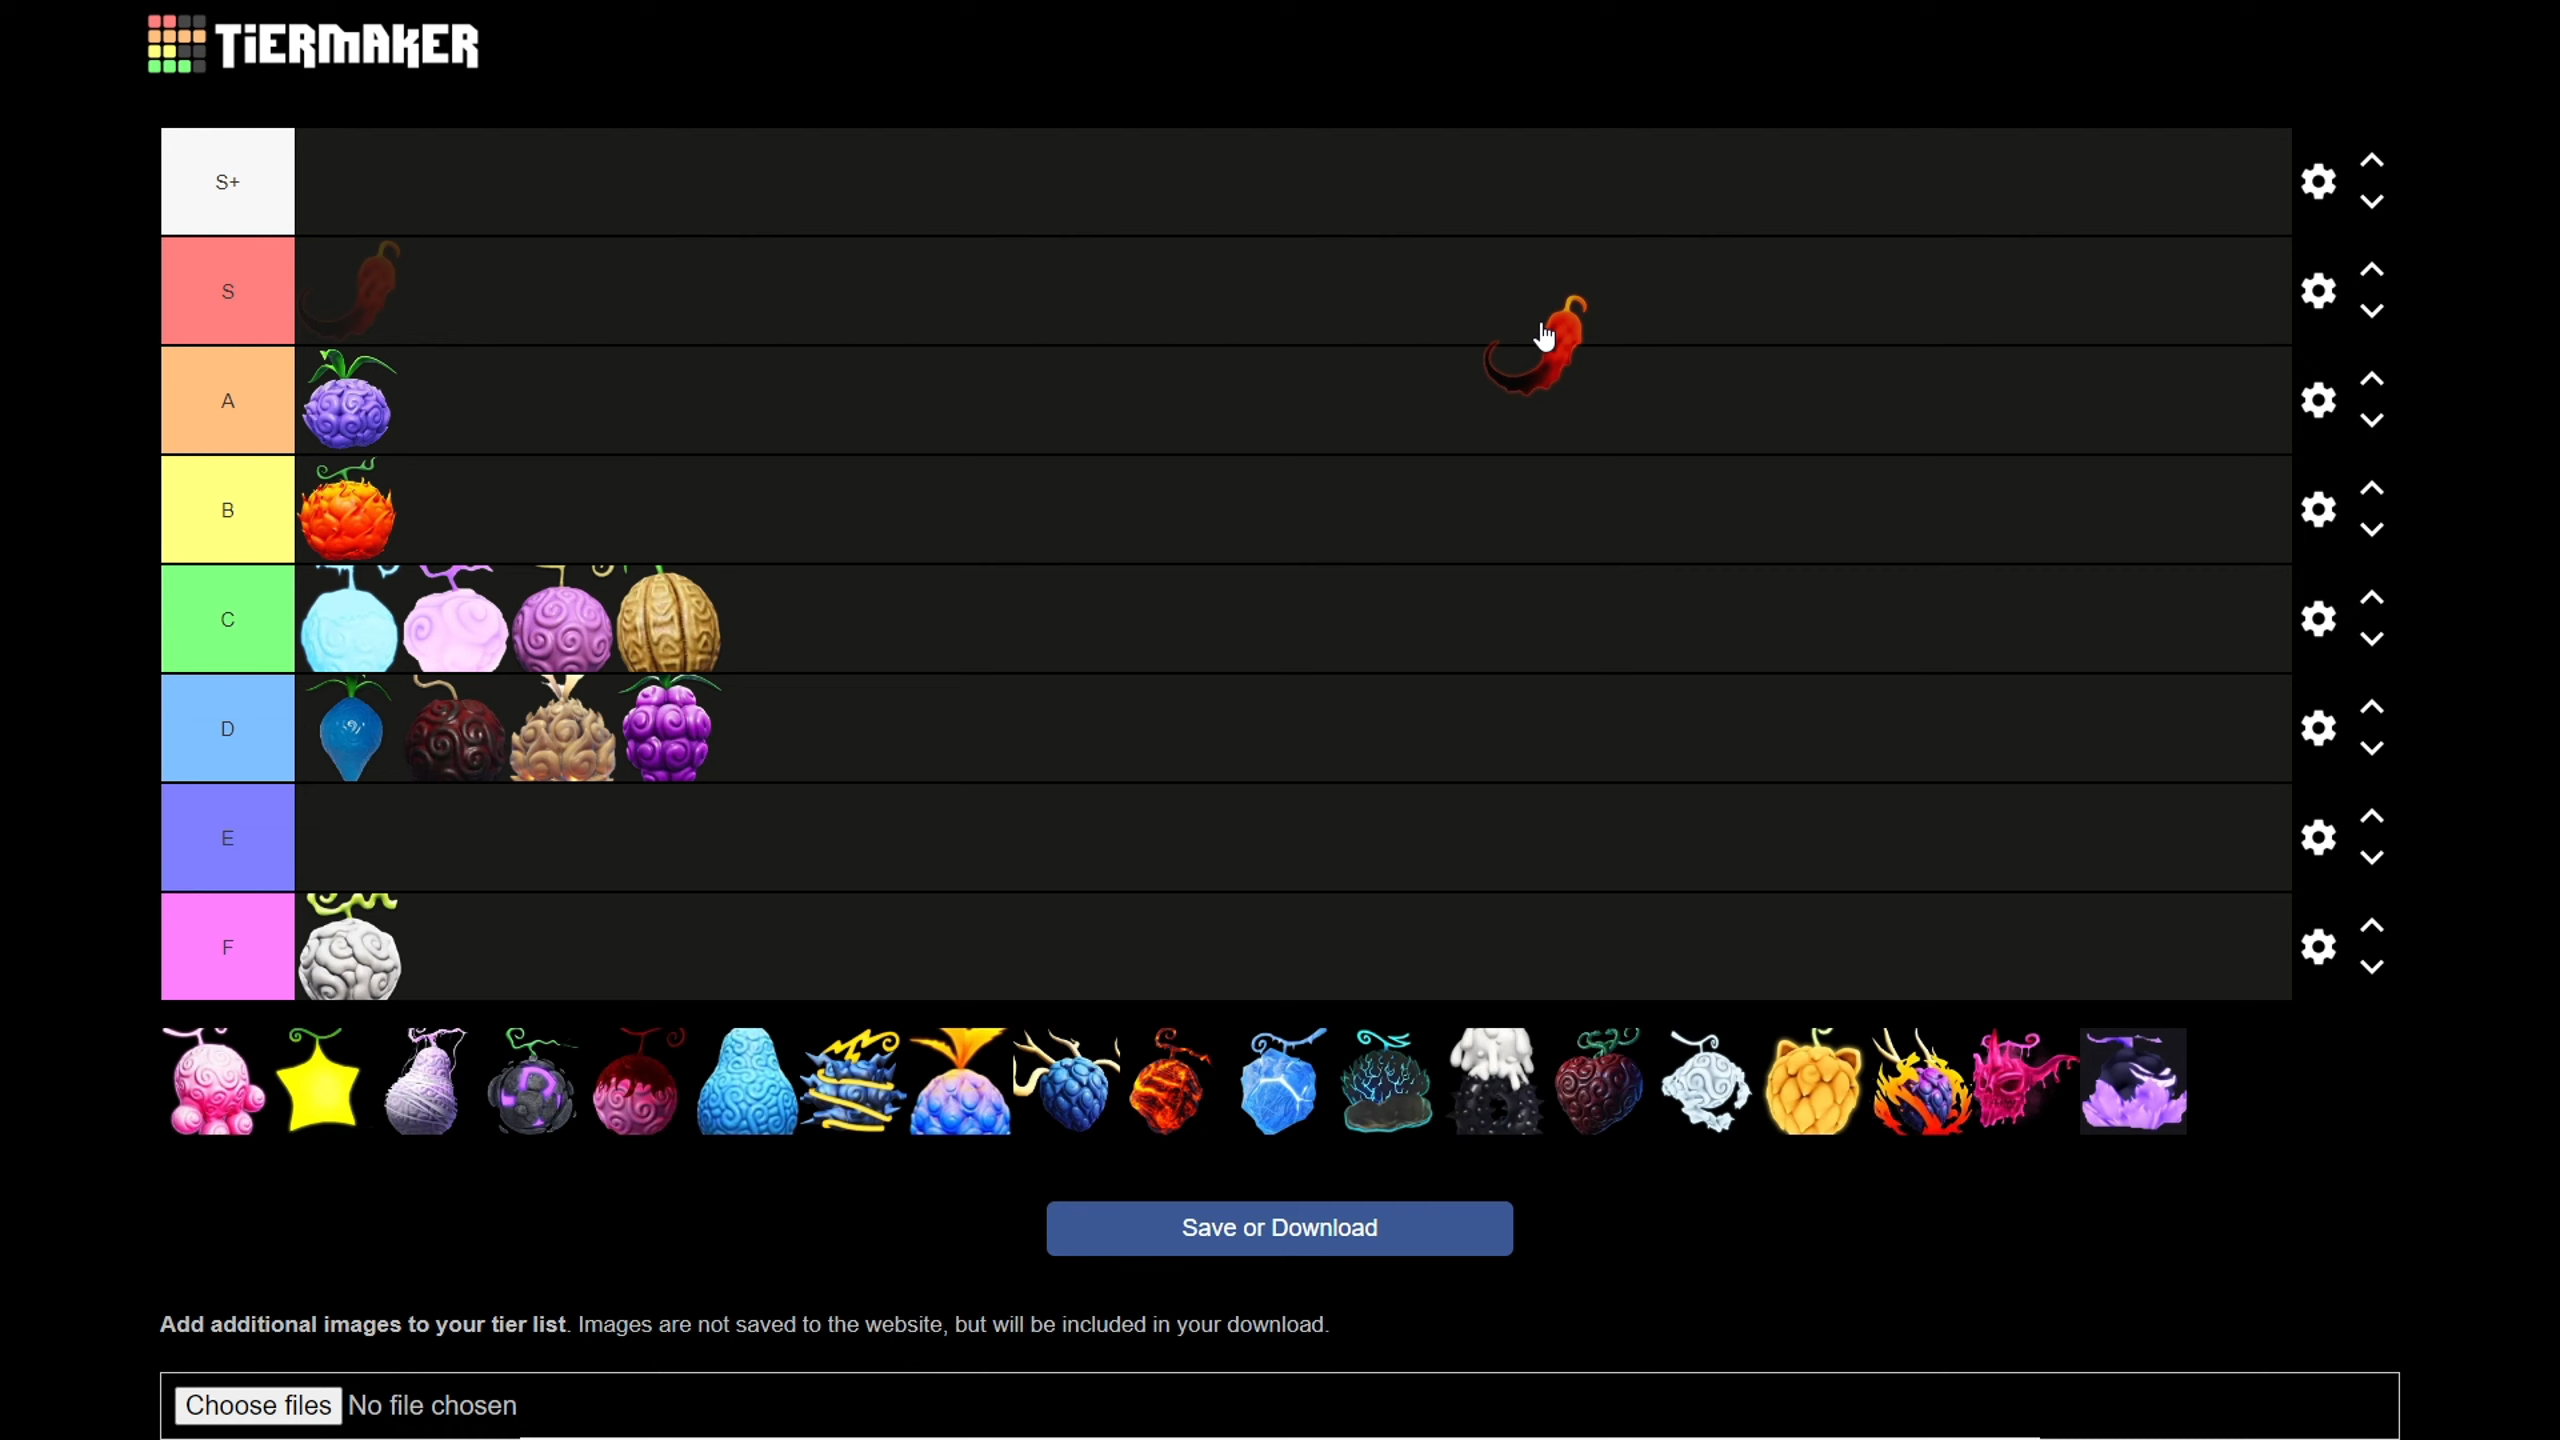 TiERMAKER
S+
S
A
B
C
D
E
F
Save or Download
Add additional images to your tier list. Images are not saved to the website, but will be included in your download.
Choose files No file chosen